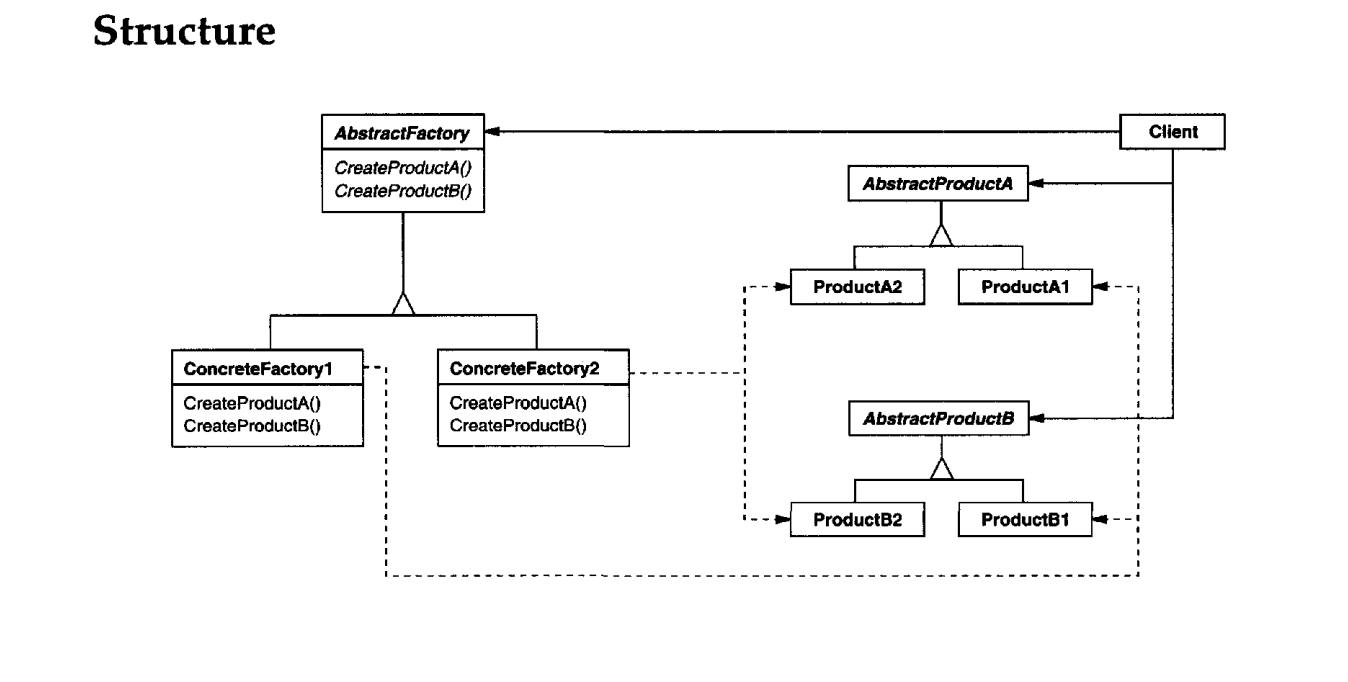 Structure
AbstractFactory
CreateProductA()
CreateProductB()
Client
AbstractProductA
ProductA2
ProductA1
ConcreteFactory1
CreateProductA()
CreateProductB()
ConcreteFactory2
CreateProductA()
CreateProductB()
AbstractProductB
ProductB2
ProductB1